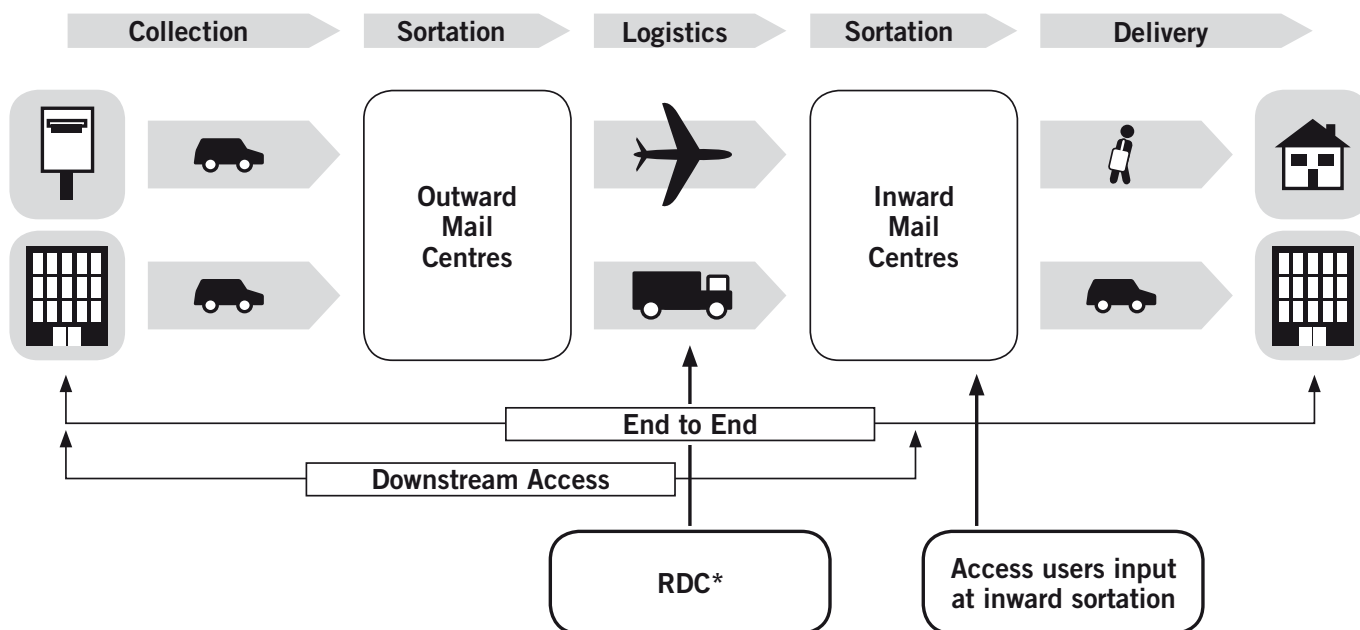 Collection
Sortation
Logistics
Sortation
Delivery
Outward
Mail
Centres
Inward
Mail
Centres
End to End
Downstream Access
RDC*
Access users input
at inward sortation